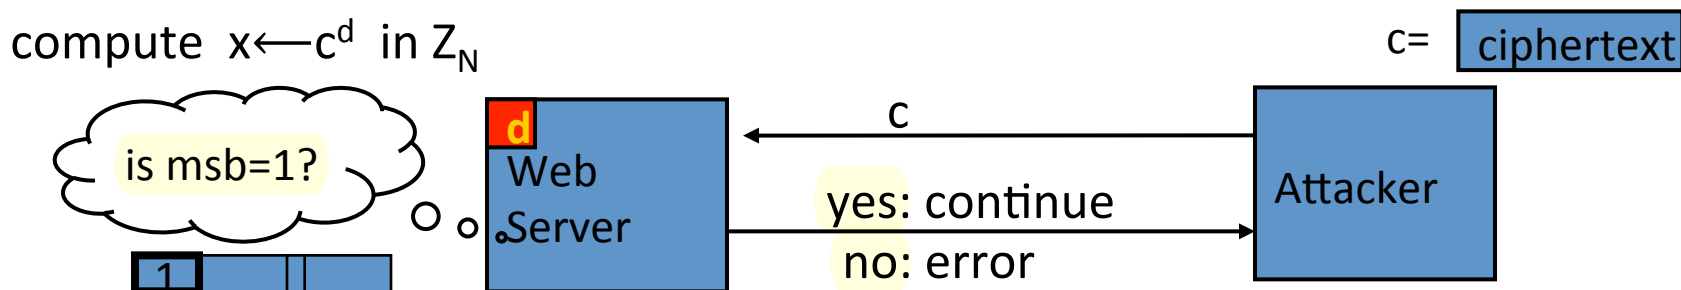 compute x←c^d in Z_N
c= ciphertext
is msb=1?
d
Web
Server
c
yes: continue
no: error
Attacker
1